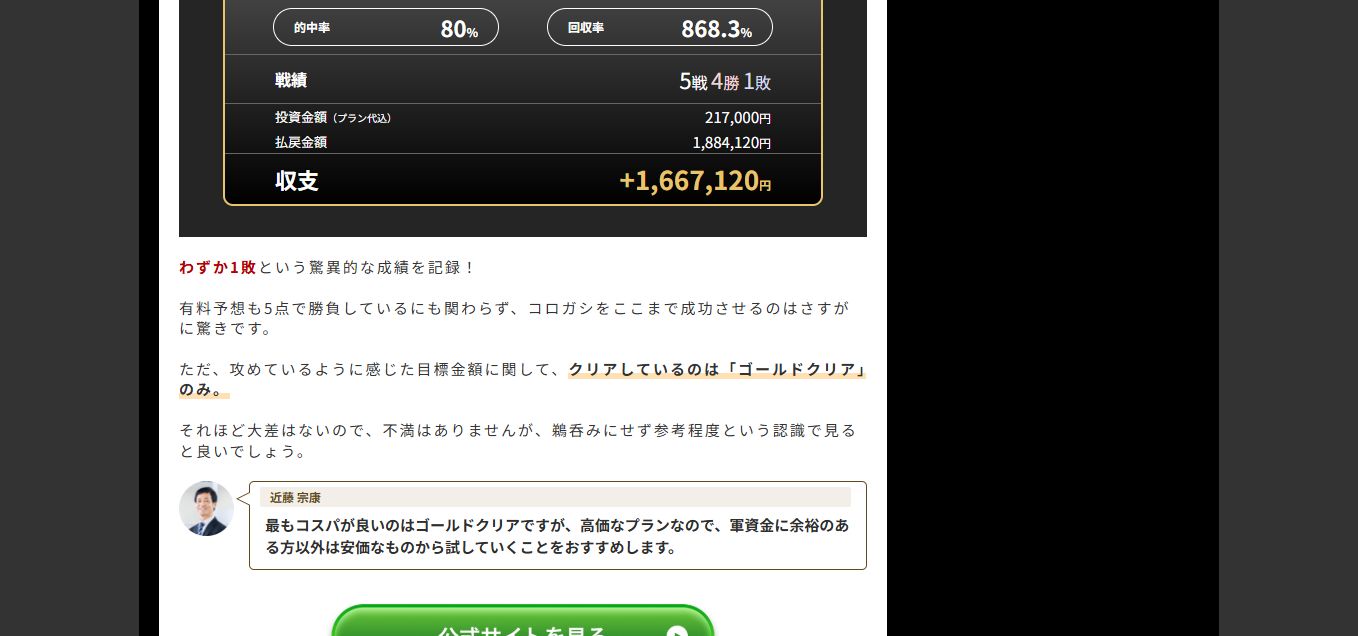 的中率 80% 回収率 868.3%
戦績 5戦4勝1敗
投資金額（プラン代込） 217,000円
払戻金額 1,884,120円
収支 +1,667,120円
わずか1敗という驚異的な成績を記録！
有料予想も5点で勝負しているにも関わらず、コロガシをここまで成功させるのはさすが
に驚きです。
ただ、攻めているように感じた目標金額に関して、クリアしているのは「ゴールドクリア」
のみ。
それほど大差はないので、不満はありませんが、鵜呑みにせず参考程度という認識で見る
と良いでしょう。
近藤 宗康
最もコスパが良いのはゴールドクリアですが、高価なプランなので、軍資金に余裕のあ
る方以外は安価なものから試していくことをおすすめします。
公式サイトを見る